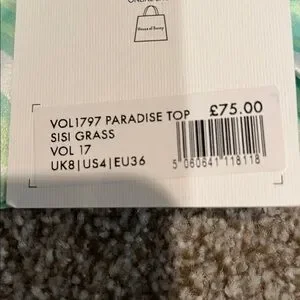 House of Sunny
VOL1797 PARADISE TOP £75.00
SISI GRASS
VOL 17
UK8|US4|EU36
5 060641 118118